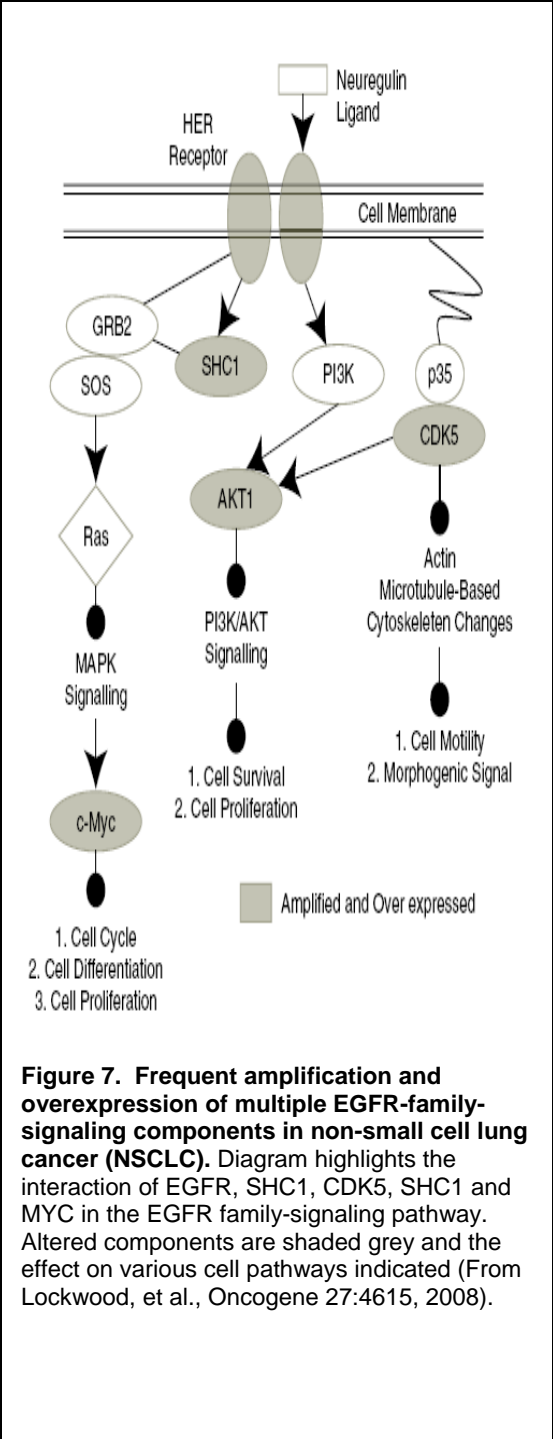 Neuregulin
Ligand
HER
Receptor
Cell Membrane
GRB2
SOS
SHC1
PI3K
p35
CDK5
AKT1
Ras
Actin
Microtubule-Based
Cytoskeleten Changes
PI3K/AKT
Signalling
MAPK
Signalling
1. Cell Motility
2. Morphogenic Signal
1. Cell Survival
2. Cell Proliferation
c-Myc
Amplified and Over expressed
1. Cell Cycle
2. Cell Differentiation
3. Cell Proliferation
Figure 7. Frequent amplification and
overexpression of multiple EGFR-family-
signaling components in non-small cell lung
cancer (NSCLC). Diagram highlights the
interaction of EGFR, SHC1, CDK5, SHC1 and
MYC in the EGFR family-signaling pathway.
Altered components are shaded grey and the
effect on various cell pathways indicated (From
Lockwood, et al., Oncogene 27:4615, 2008).